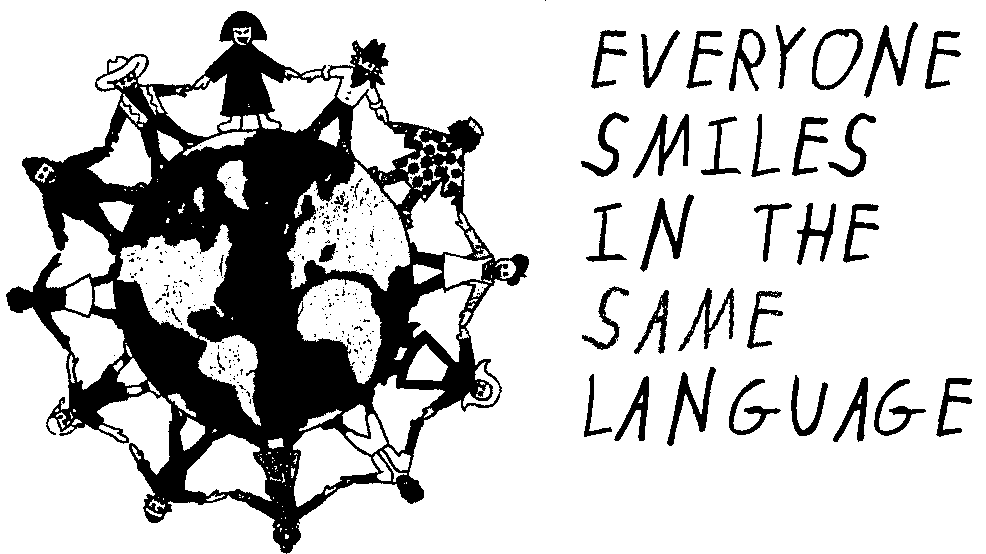 EVERYONE
SMILES
IN THE
SAME
LANGUAGE